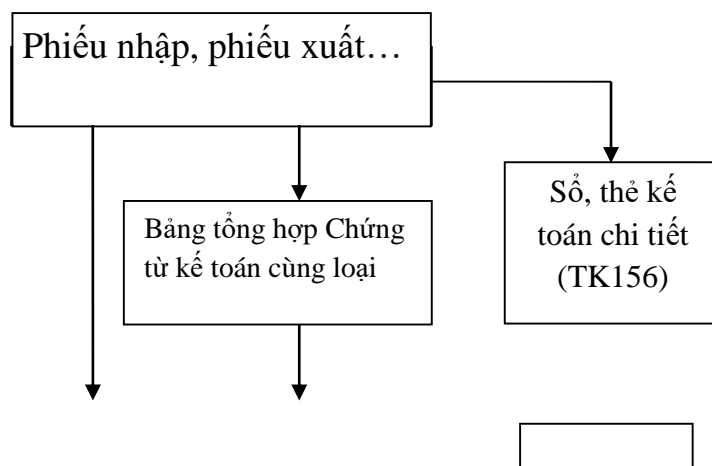 Phiếu nhập, phiếu xuất…
Bảng tổng hợp Chứng
từ kế toán cùng loại
Sổ, thẻ kế
toán chi tiết
(TK156)